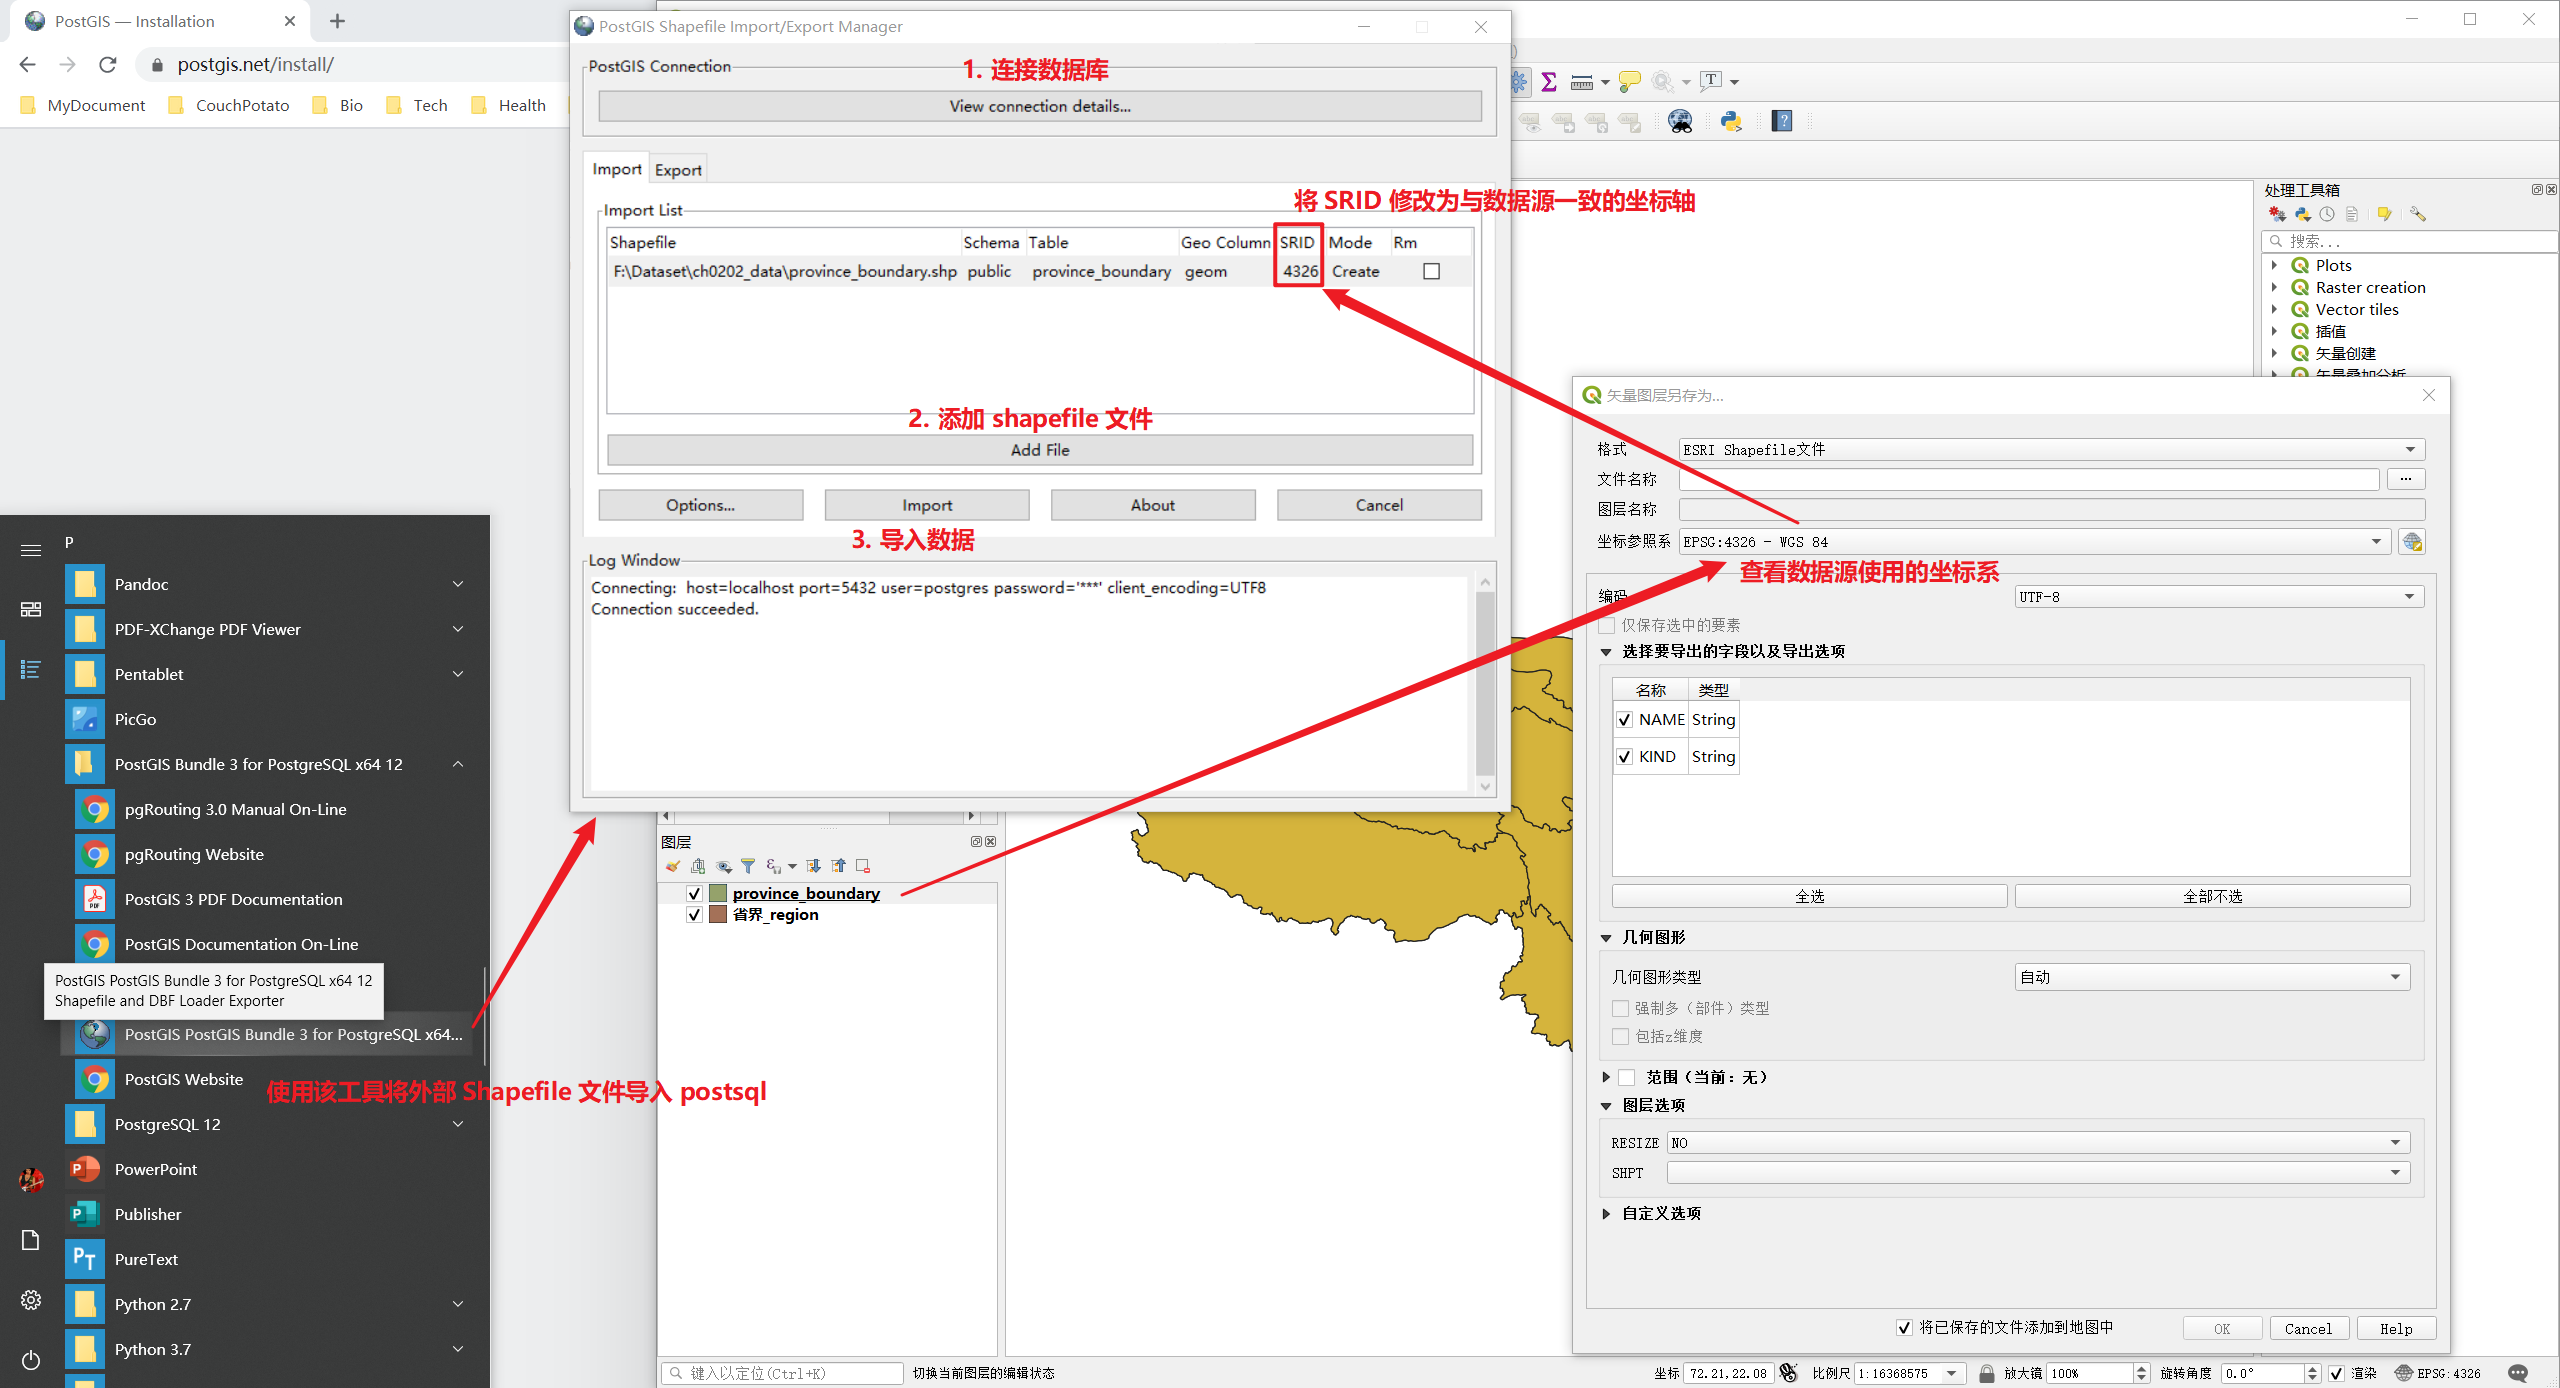 PostGIS — Installation
postgis.net/install/
MyDocument
CouchPotato
Bio
Tech
Health
PostGIS Shapefile Import/Export Manager
PostGIS Connection
1. 连接数据库
View connection details...
Import
Export
将 SRID 修改为与数据源一致的坐标轴
Import List
Shapefile Schema Table Geo Column SRID Mode Rm
F:\Dataset\ch0202_data\province_boundary.shp public province_boundary geom 4326 Create
2. 添加 shapefile 文件
Add File
Options...
Import
About
Cancel
3. 导入数据
Log Window
Connecting: host=localhost port=5432 user=postgres password='***' client_encoding=UTF8
Connection succeeded.
P
Pandoc
PDF-XChange PDF Viewer
Pentablet
PicGo
PostGIS Bundle 3 for PostgreSQL x64 12
pgRouting 3.0 Manual On-Line
pgRouting Website
PostGIS 3 PDF Documentation
PostGIS Documentation On-Line
PostGIS PostGIS Bundle 3 for PostgreSQL x64 12
Shapefile and DBF Loader Exporter
PostGIS PostGIS Bundle 3 for PostgreSQL x64...
PostGIS Website
使用该工具将外部 Shapefile 文件导入 postsql
PostgreSQL 12
PowerPoint
Publisher
PureText
Python 2.7
Python 3.7
图层
province_boundary
省界_region
键入以定位(Ctrl+K)
切换当前图层的编辑状态
处理工具箱
搜索...
Plots
Raster creation
Vector tiles
插值
矢量创建
矢量叠加分析
矢量图层另存为...
格式
ESRI Shapefile文件
文件名称
...
图层名称
坐标参照系
EPSG:4326 - WGS 84
查看数据源使用的坐标系
编码
UTF-8
仅保存选中的要素
选择要导出的字段以及导出选项
名称 类型
NAME String
KIND String
全选
全部不选
几何图形
几何图形类型
自动
强制多（部件）类型
包括z维度
范围（当前：无）
图层选项
RESIZE
NO
SHPT
自定义选项
将已保存的文件添加到地图中
OK
Cancel
Help
坐标 72.21,22.08
比例尺 1:16368575
放大镜 100%
旋转角度 0.0°
渲染
EPSG:4326